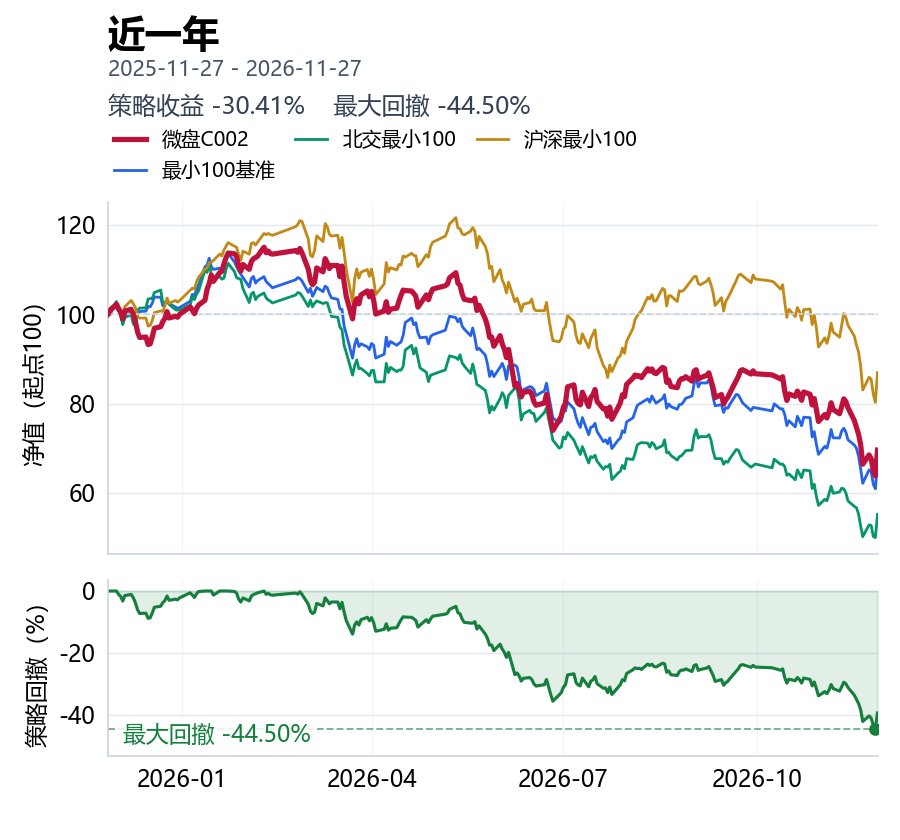 近一年
2025-11-27 - 2026-11-27
策略收益 -30.41% 最大回撤 -44.50%
微盘C002 北交最小100 沪深最小100
最小100基准
净值（起点100）
120
100
80
60
策略回撤（%）
0
-20
-40
最大回撤 -44.50%
2026-01 2026-04 2026-07 2026-10